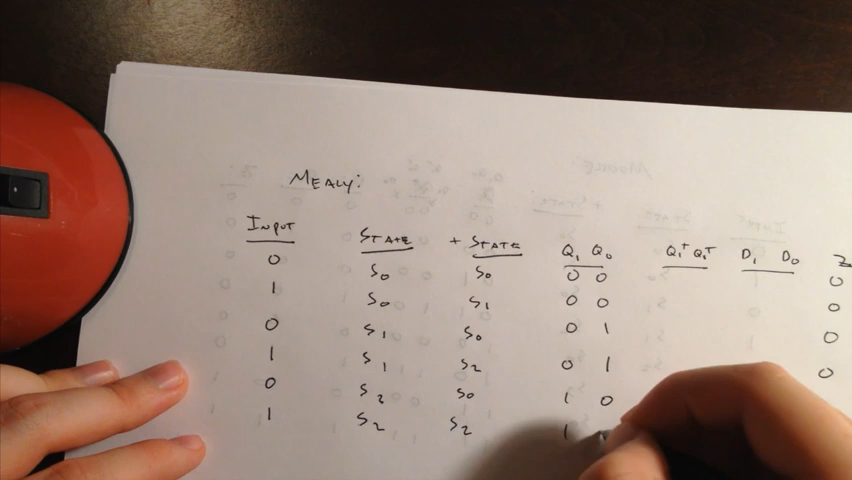 MEALY:
INPUT STATE + STATE Q₁ Q₀ Q₁⁺ Q₁⁺ D₁ D₀ Z
0 S₀ S₀ 0 0 0
1 S₀ S₁ 0 0 0
0 S₁ S₀ 0 1 0
1 S₁ S₂ 0 1 0
0 S₂ S₀ 1 0
1 S₂ S₂ 1